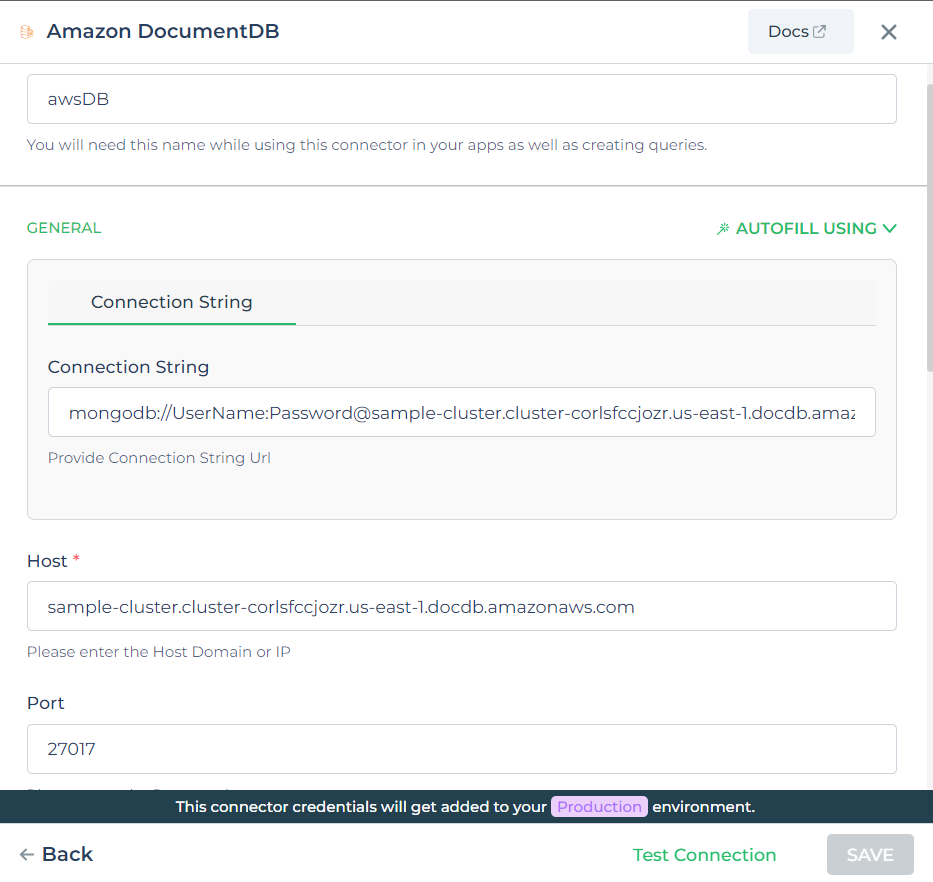 Amazon DocumentDB
Docs
awsDB
You will need this name while using this connector in your apps as well as creating queries.
GENERAL
AUTOFILL USING
Connection String
Connection String
mongodb://UserName:Password@sample-cluster.cluster-corlsfccjozr.us-east-1.docdb.amaz
Provide Connection String Url
Host *
sample-cluster.cluster-corlsfccjozr.us-east-1.docdb.amazonaws.com
Please enter the Host Domain or IP
Port
27017
This connector credentials will get added to your Production environment.
Back
Test Connection
SAVE